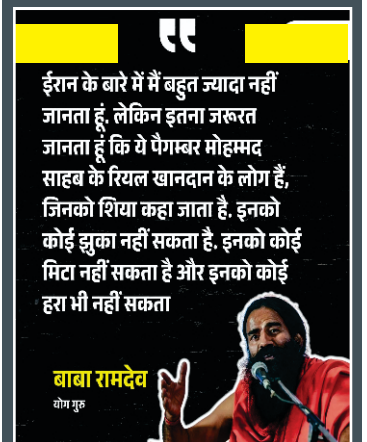 ईरान के बारे में मैं बहुत ज्यादा नहीं
जानता हूं. लेकिन इतना जरूरत
जानता हूं कि ये पैगम्बर मोहम्मद
साहब के रियल खानदान के लोग हैं,
जिनको शिया कहा जाता है. इनको
कोई झुका नहीं सकता है. इनको कोई
मिटा नहीं सकता है और इनको कोई
हरा भी नहीं सकता
बाबा रामदेव
योग गुरु